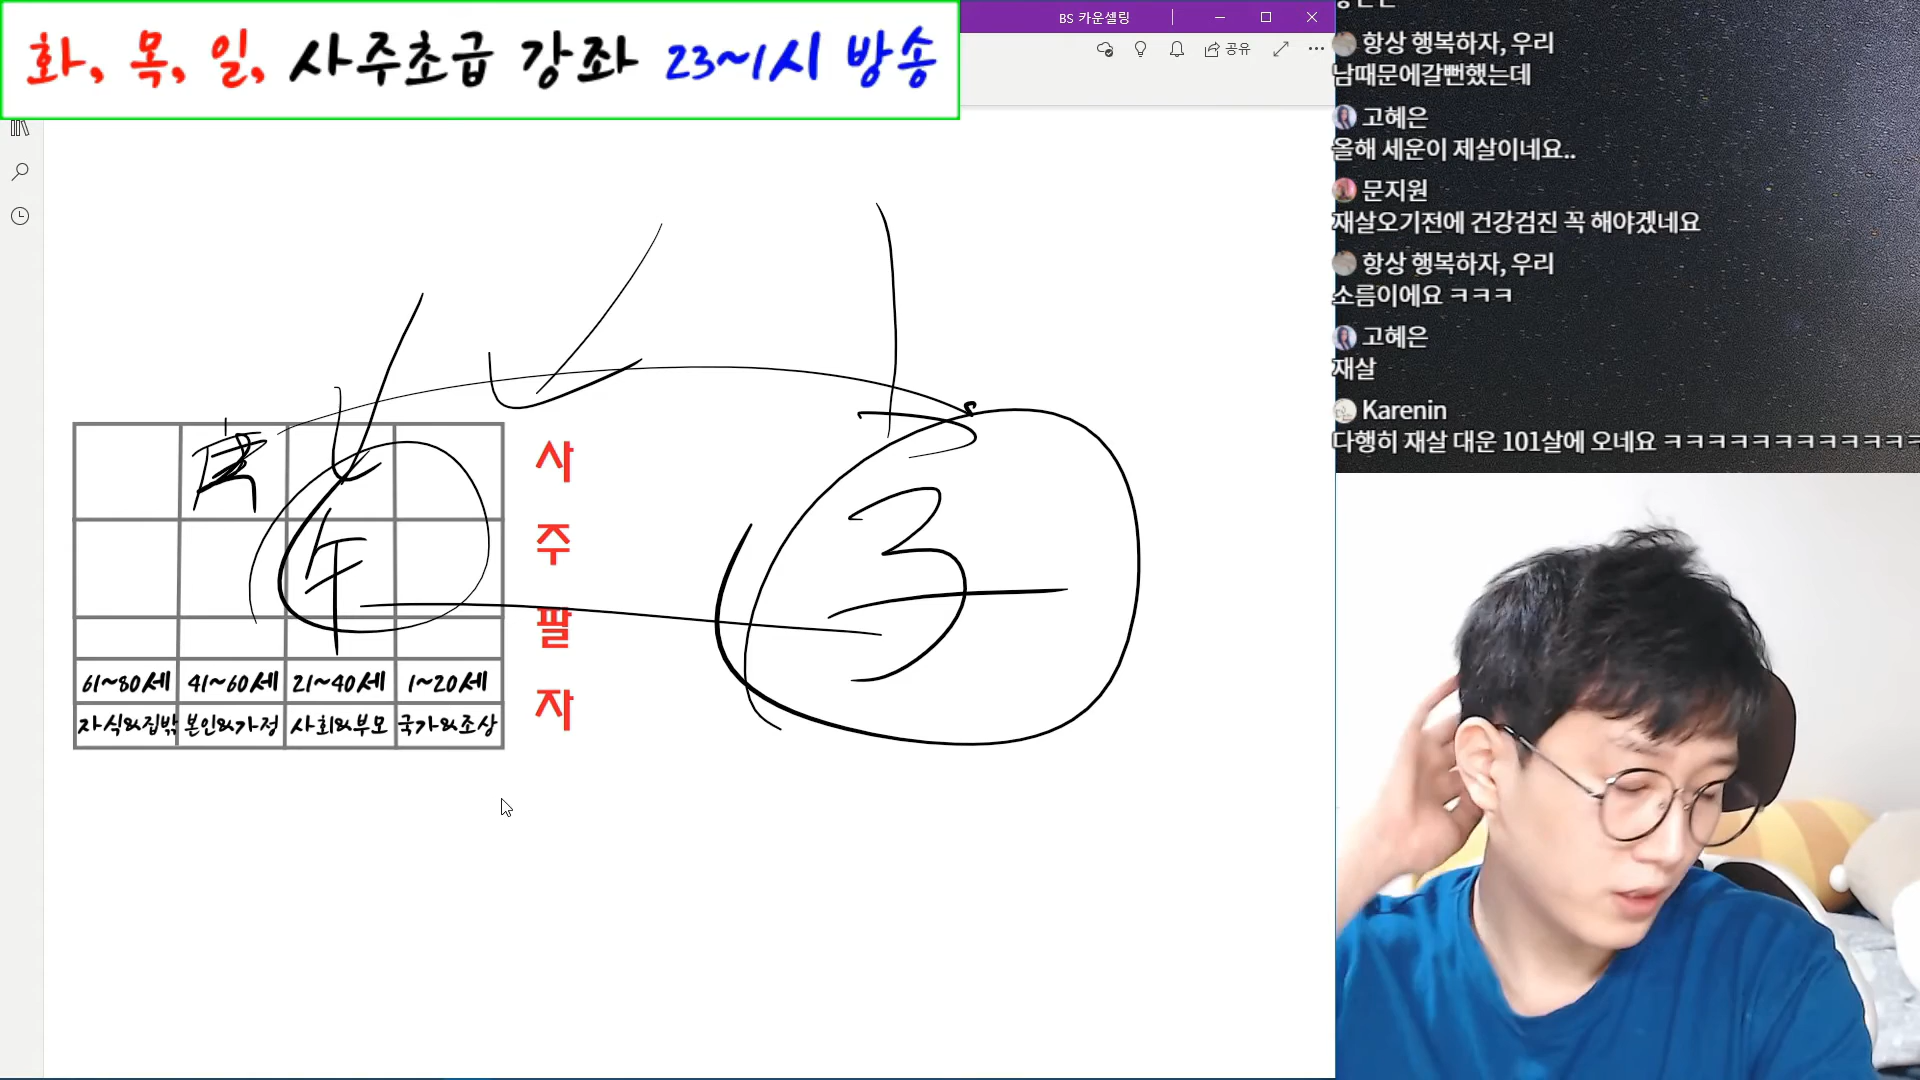 화, 목, 일, 사주초급 강좌 23~1시 방송
BS 카운셀링
공유
庚
午
61~80세 41~60세 21~40세 1~20세
자식&집밖 본인&가정 사회&부모 국가&조상
사
주
팔
자
항상 행복하자, 우리
남때문에갈뻔했는데
고혜은
올해 세운이 제살이네요..
문지원
재살오기전에 건강검진 꼭 해야겠네요
항상 행복하자, 우리
소름이에요 ㅋㅋㅋ
고혜은
재살
Karenin
다행히 재살 대운 101살에 오네요 ㅋㅋㅋㅋㅋㅋㅋㅋㅋㅋㅋㅋ